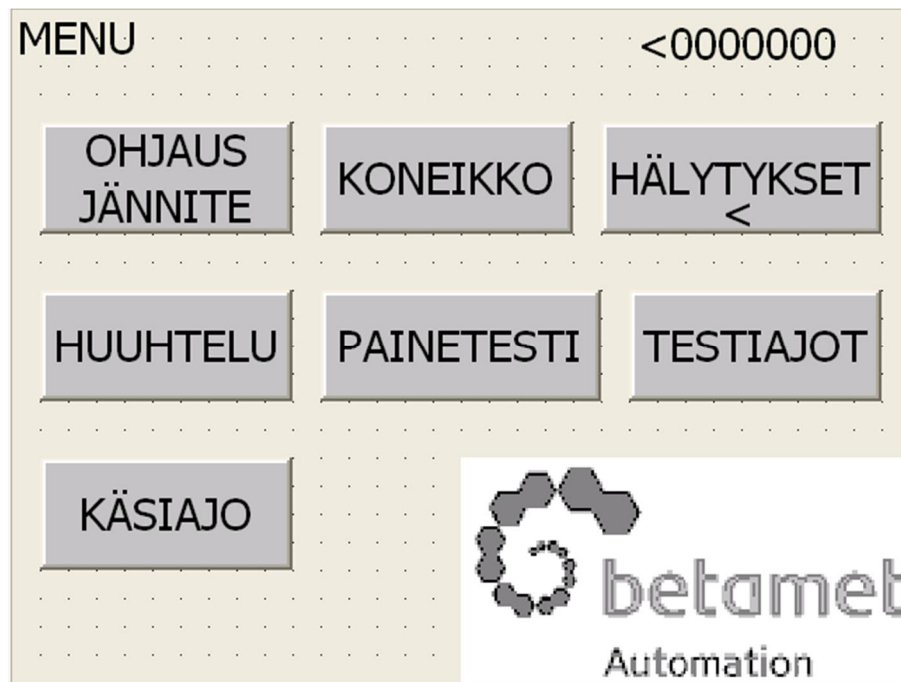 MENU <0000000
OHJAUS
JÄNNITE
KONEIKKO
HÄLYTYKSET
<
HUUHTELU
PAINETESTI
TESTIAJOT
KÄSIAJO
betamet
Automation